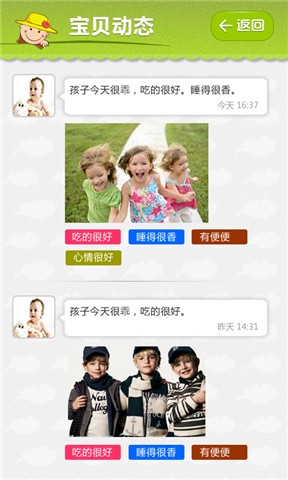 宝贝动态
返回
孩子今天很乖，吃的很好。睡得很香。
今天 16:37
吃的很好 睡得很香 有便便
心情很好
孩子今天很乖，吃的很好。
昨天 14:31
Navy
Colleg
吃的很好 睡得很香 有便便